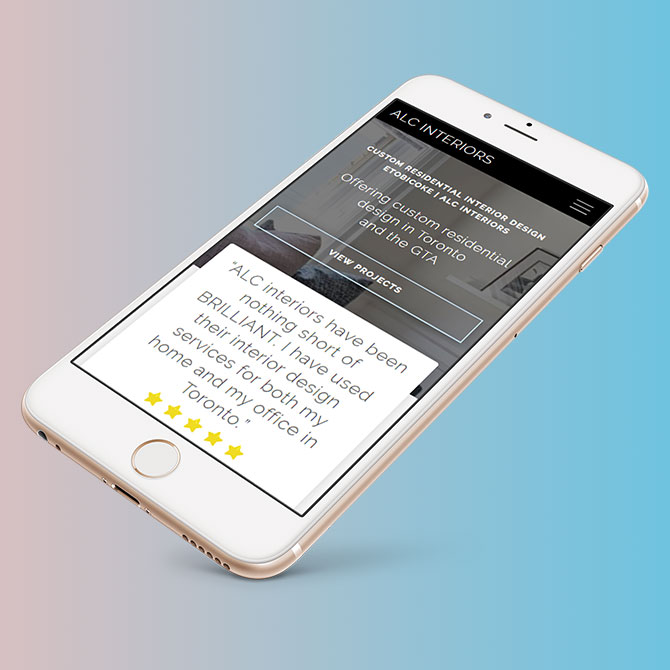 ALC INTERIORS
CUSTOM RESIDENTIAL INTERIOR DESIGN
ETOBICOKE | ALC INTERIORS
Offering custom residential
design in Toronto
and the GTA
VIEW PROJECTS
"ALC interiors have been
nothing short of
BRILLIANT. I have used
their interior design
services for both my
home and my office in
Toronto."